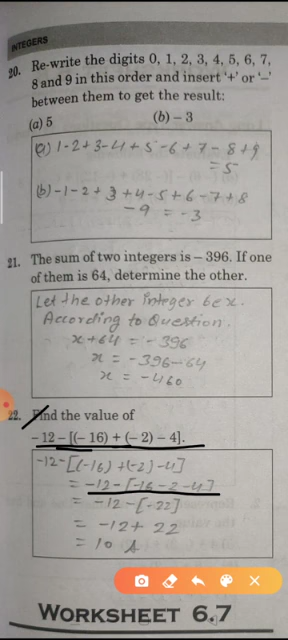 INTEGERS
20. Re-write the digits 0, 1, 2, 3, 4, 5, 6, 7,
8 and 9 in this order and insert '+' or '–'
between them to get the result:
(a) 5 (b) – 3
(a) 1-2+3-4+5-6+7-8+9
=5
(b) -1-2+3+4-5+6-7+8
-9 = -3
21. The sum of two integers is – 396. If one
of them is 64, determine the other.
Let the other integer be x.
According to Question.
x+64 = -396
x = -396-64
x = -460
22. Find the value of
– 12 – [(– 16) + (– 2) – 4].
-12-[(-16)+(-2)-4]
= -12-[-16-2-4]
= -12-[-22]
= -12+22
= 10
WORKSHEET 6.7